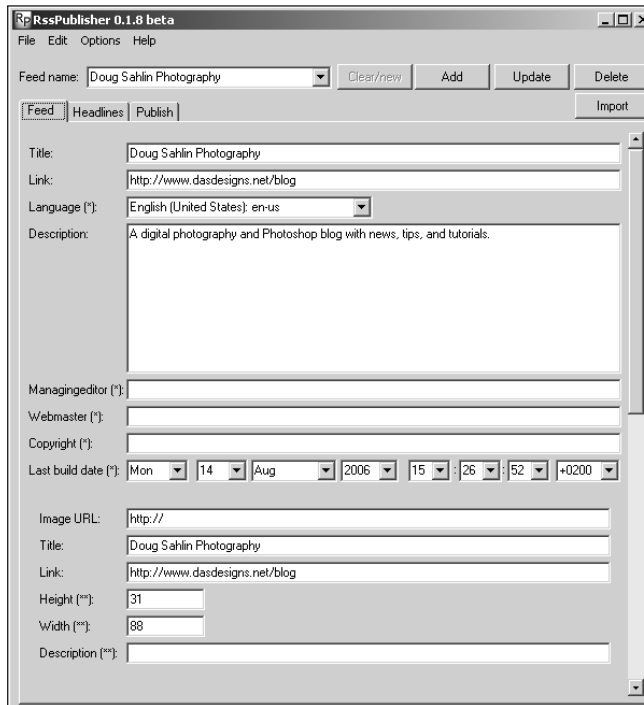 Rp RssPublisher 0.1.8 beta
File Edit Options Help
Feed name: Doug Sahlin Photography Clear/new Add Update Delete
Feed Headlines Publish Import
Title: Doug Sahlin Photography
Link: http://www.dasdesigns.net/blog
Language (*): English (United States): en-us
Description: A digital photography and Photoshop blog with news, tips, and tutorials.
Managingeditor (*):
Webmaster (*):
Copyright (*):
Last build date (*): Mon 14 Aug 2006 15 : 26 : 52 +0200
Image URL: http://
Title: Doug Sahlin Photography
Link: http://www.dasdesigns.net/blog
Height (**): 31
Width (**): 88
Description (**):